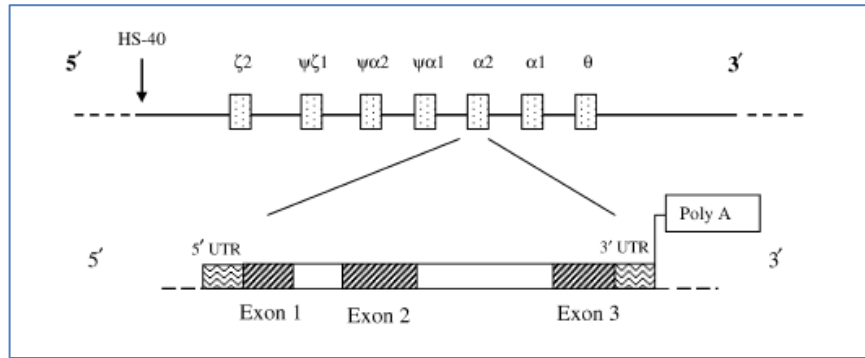 HS-40
5′ ζ2 ψζ1 ψα2 ψα1 α2 α1 θ 3′
Poly A
5′ UTR 3′ UTR
5′ 3′
Exon 1 Exon 2 Exon 3